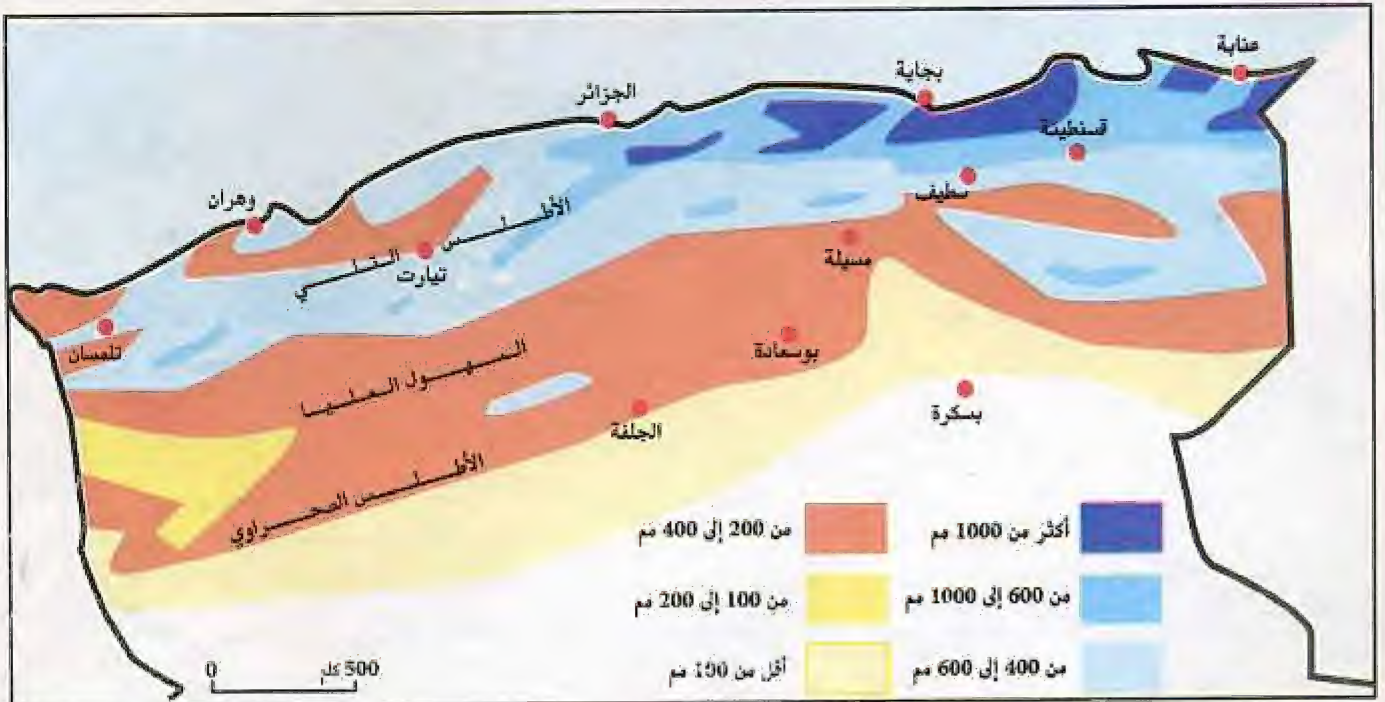 عنابة
بجاية
الجزائر
قسنطينة
سطيف
وهران
الأطلس التلي
تيارت
مسيلة
تلمسان
بوسعادة
السهول العليا
بسكرة
الجلفة
الأطلس الصحراوي
أكثر من 1000 مم
من 200 إلى 400 مم
من 600 إلى 1000 مم
من 100 إلى 200 مم
من 400 إلى 600 مم
أقل من 100 مم
0 500 كلم